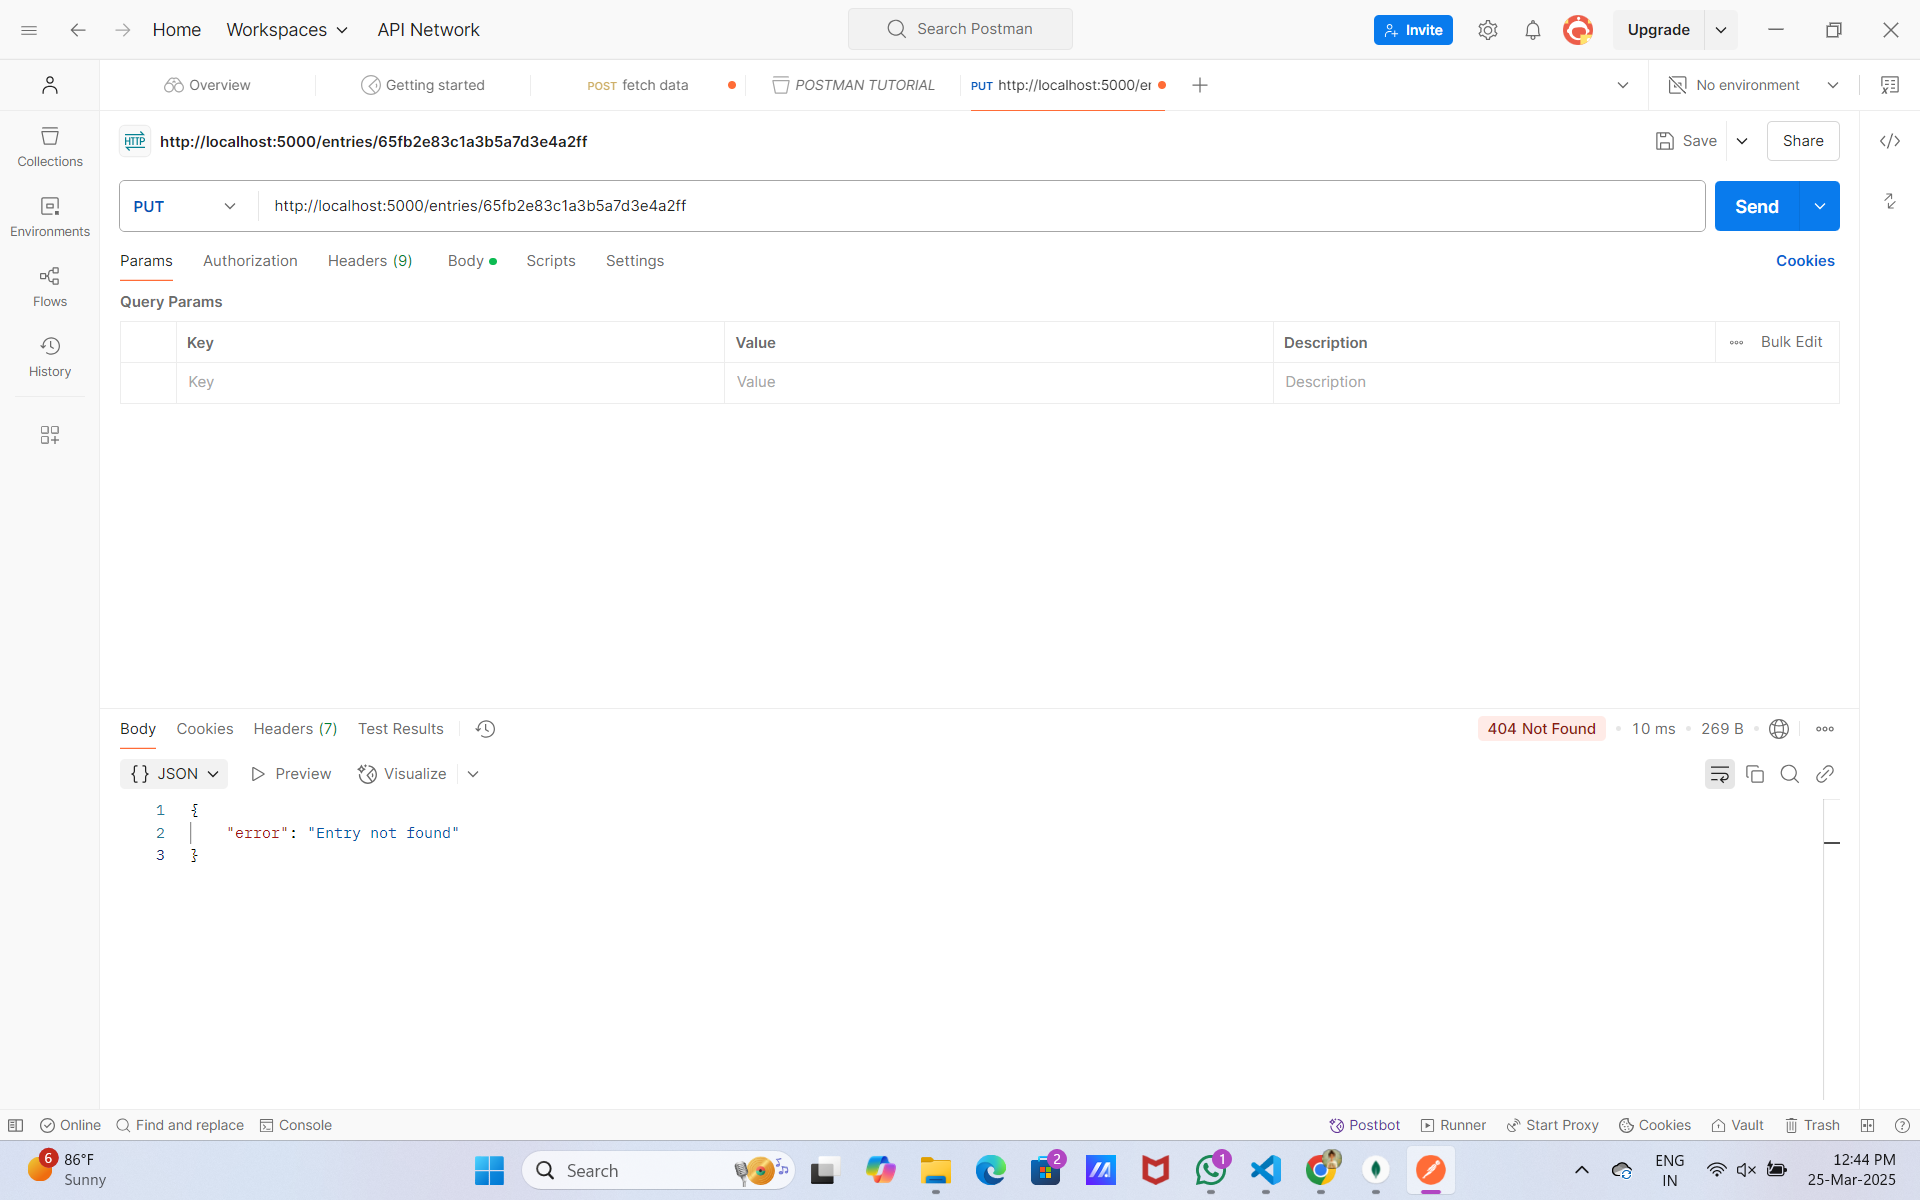 Home Workspaces API Network Search Postman Invite Upgrade
Overview Getting started POST fetch data POSTMAN TUTORIAL PUT http://localhost:5000/er No environment
HTTP http://localhost:5000/entries/65fb2e83c1a3b5a7d3e4a2ff Save Share
Collections
PUT http://localhost:5000/entries/65fb2e83c1a3b5a7d3e4a2ff Send
Environments
Params Authorization Headers (9) Body Scripts Settings Cookies
Flows
Query Params
Key Value Description Bulk Edit
History
Key Value Description
Body Cookies Headers (7) Test Results 404 Not Found 10 ms 269 B
{} JSON Preview Visualize
1 {
2 "error": "Entry not found"
3 }
Online Find and replace Console Postbot Runner Start Proxy Cookies Vault Trash
6 86°F
Sunny
Search
2
1
ENG
IN
12:44 PM
25-Mar-2025